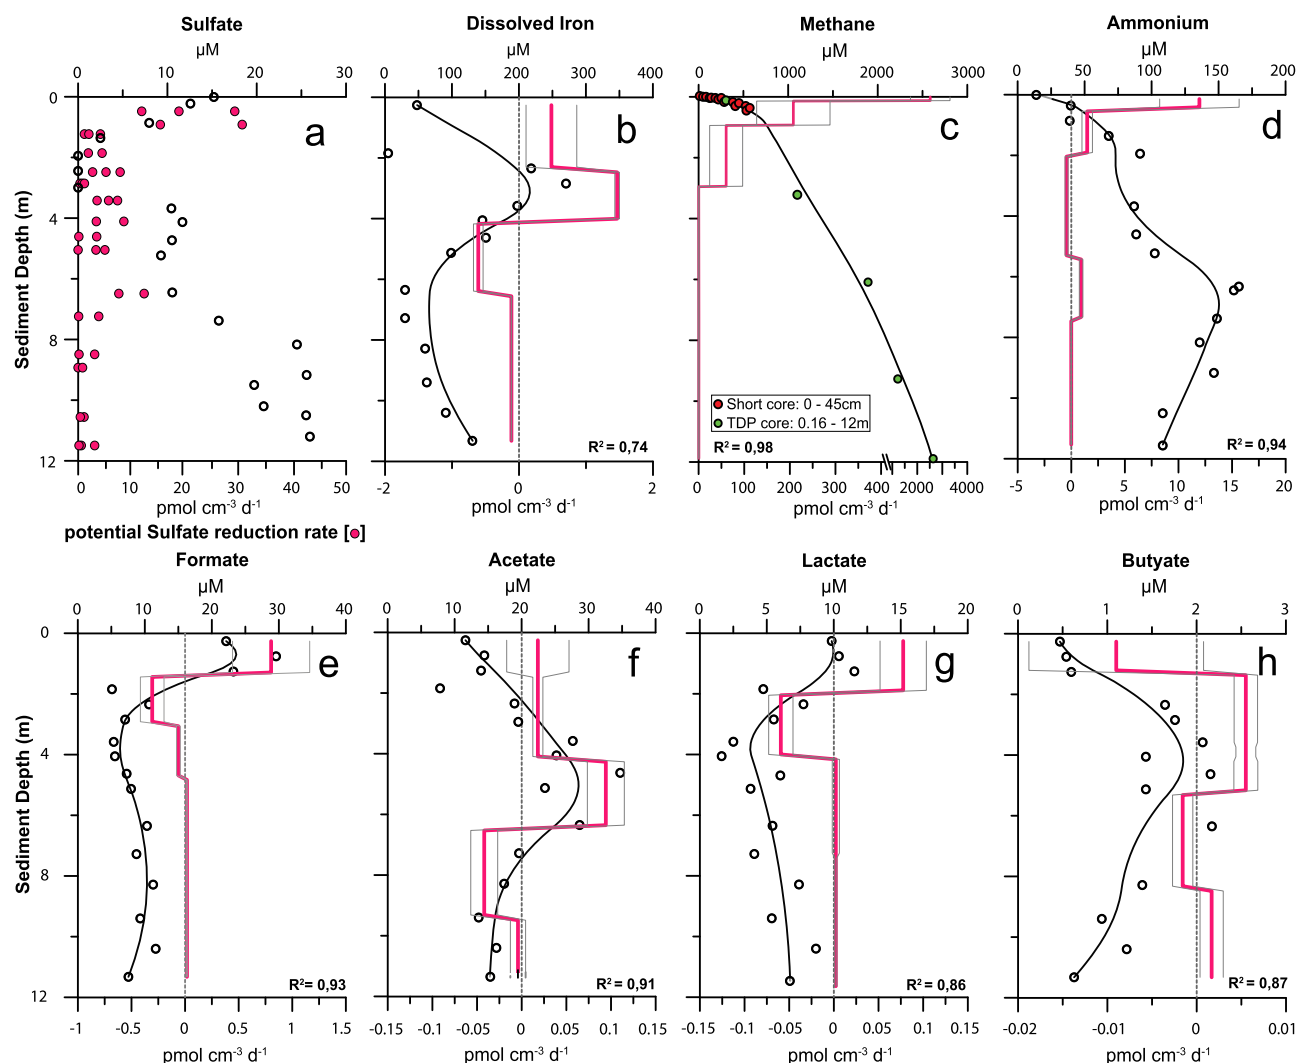 Sulfate Dissolved Iron Methane Ammonium
µM µM µM µM
0 10 20 30 0 100 200 300 400 0 1000 2000 3000 0 50 100 150 200
Sediment Depth (m)
0
4
8
12
a b c d
Short core: 0 - 45cm
TDP core: 0.16 - 12m
R² = 0,74 R² = 0,98 R² = 0,94
0 10 20 30 40 50 -2 0 2 0 100 200 300 400 2000 4000 -5 0 5 10 15 20
pmol cm⁻³ d⁻¹ pmol cm⁻³ d⁻¹ pmol cm⁻³ d⁻¹ pmol cm⁻³ d⁻¹
potential Sulfate reduction rate [ ]
Formate Acetate Lactate Butyate
µM µM µM µM
0 10 20 30 40 0 10 20 30 40 0 5 10 15 20 0 1 2 3
Sediment Depth (m)
0
4
8
12
e f g h
R²= 0,93 R²= 0,91 R²= 0,86 R²= 0,87
-1 -0.5 0 0.5 1 1.5 -0.15 -0.1 -0.05 0 0.05 0.1 0.15 -0.15 -0.1 -0.05 0 0.05 0.1 0.15 -0.02 -0.01 0 0.01
pmol cm⁻³ d⁻¹ pmol cm⁻³ d⁻¹ pmol cm⁻³ d⁻¹ pmol cm⁻³ d⁻¹